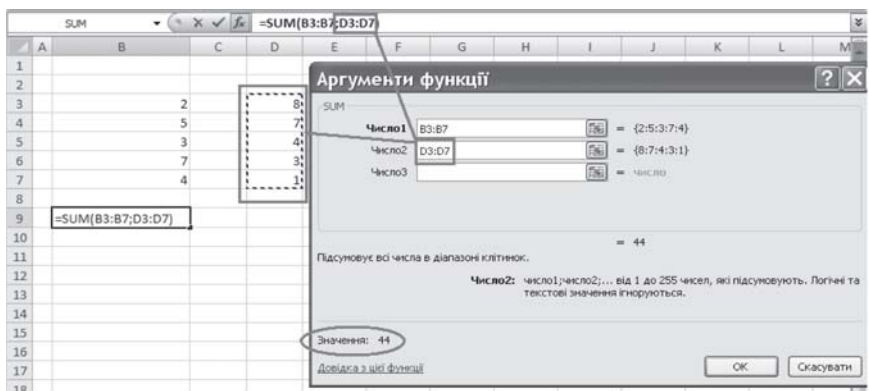 SUM =SUM(B3:B7;D3:D7)
A B C D E F G H I J K L M
1
2
3 2 8
4 5 7
5 3 4
6 7 3
7 4 1
8
9 =SUM(B3:B7;D3:D7)
10
11
12
13
14
15
16
17
18
Аргументи функції
SUM
Число1 B3:B7 = {2:5:3:7:4}
Число2 D3:D7 = {8:7:4:3:1}
Число3 = число
= 44
Підсумовує всі числа в діапазоні клітинок.
Число2: число1;число2;... від 1 до 255 чисел, які підсумовують. Логічні та
текстові значення ігноруються.
Значення: 44
Довідка з цієї функції
OK Скасувати